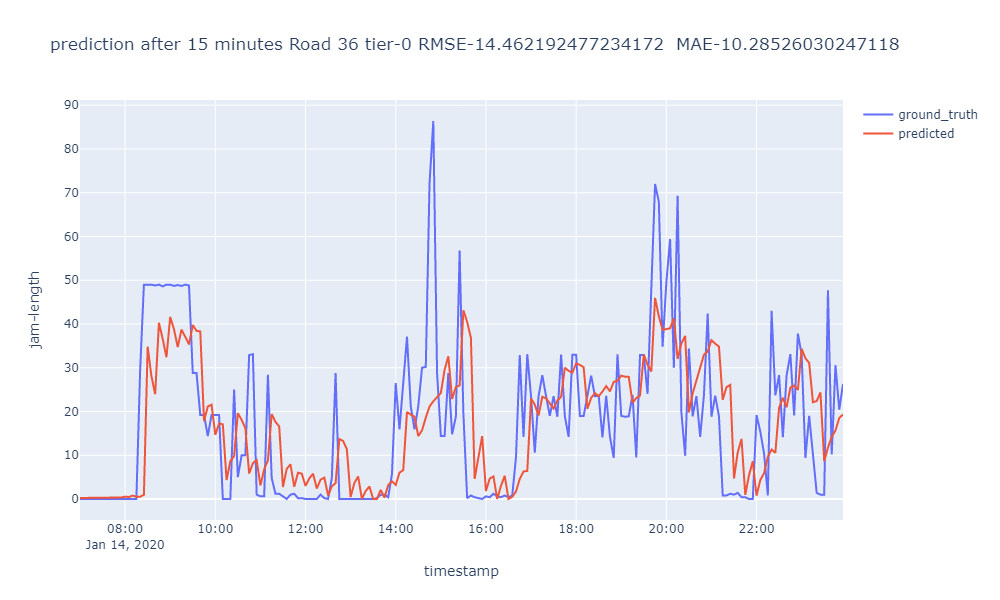 prediction after 15 minutes Road 36 tier-0 RMSE-14.462192477234172 MAE-10.28526030247118
ground_truth
predicted
90
80
70
60
50
40
30
20
10
0
jam-length
08:00 10:00 12:00 14:00 16:00 18:00 20:00 22:00
Jan 14, 2020
timestamp